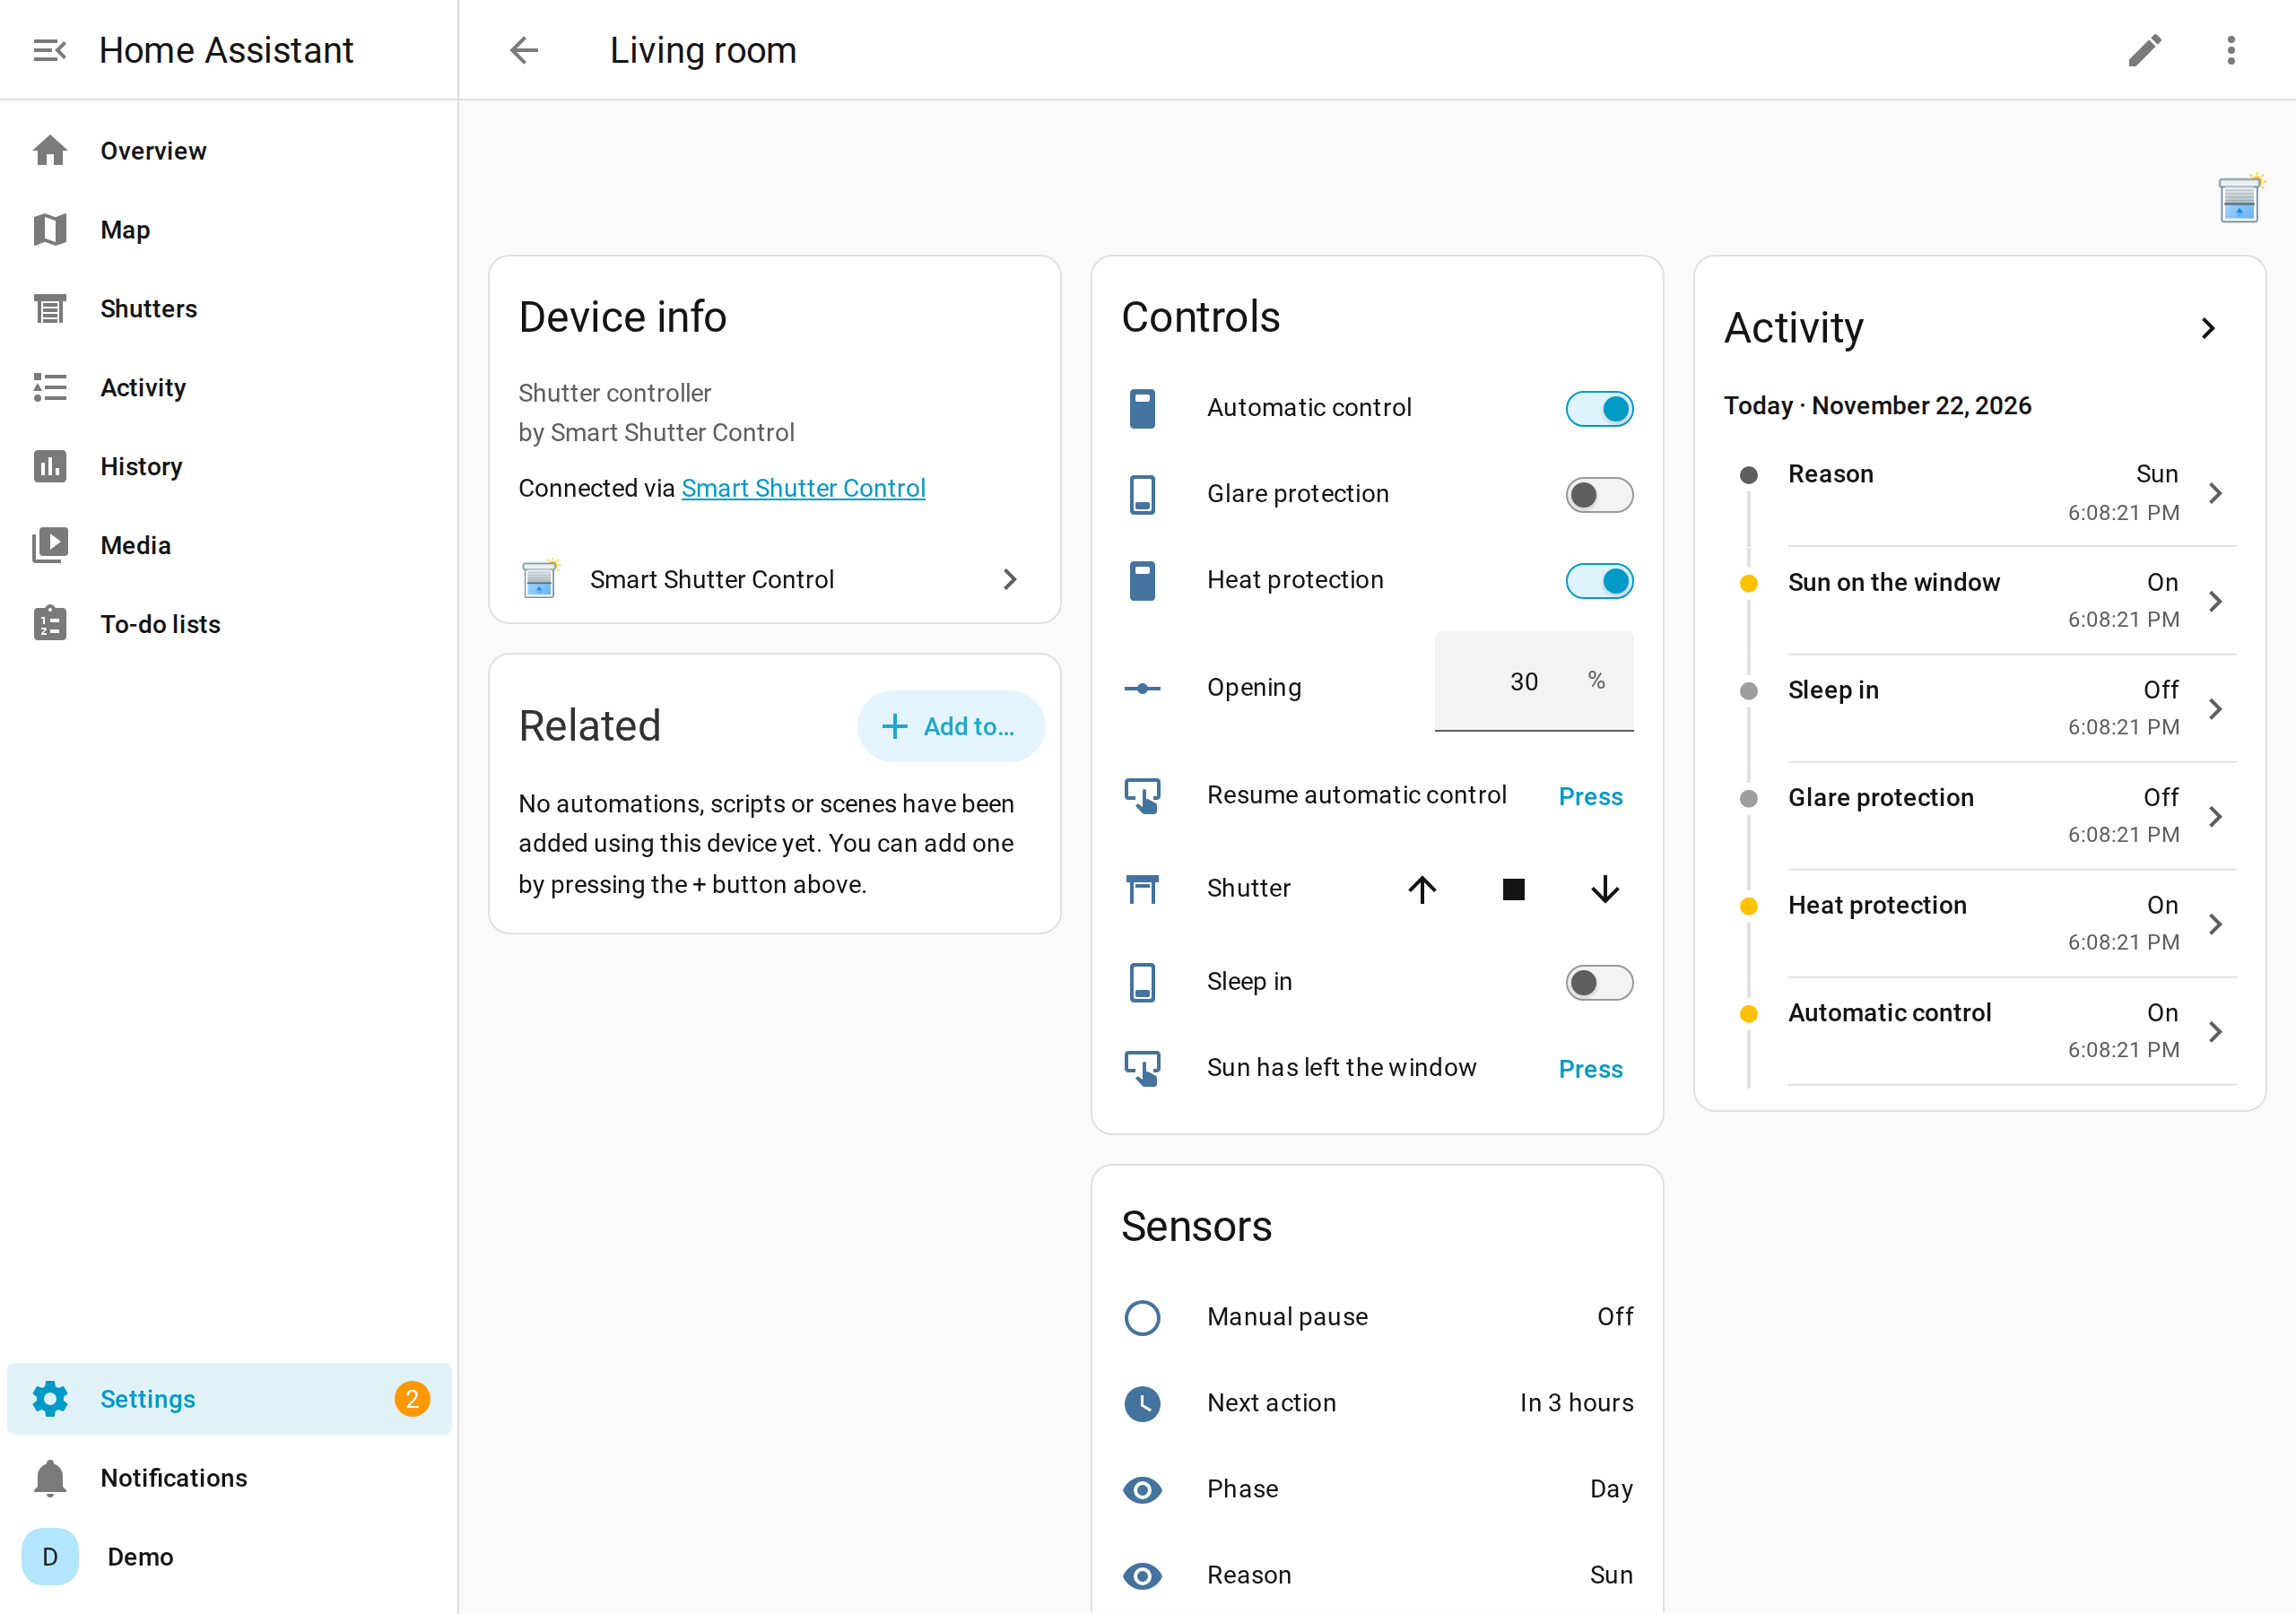 Home Assistant
Overview
Map
Shutters
Activity
History
Media
To-do lists
Settings
2
Notifications
D
Demo
Living room
Device info
Shutter controller
by Smart Shutter Control
Connected via Smart Shutter Control
Smart Shutter Control
Related
Add to...
No automations, scripts or scenes have been
added using this device yet. You can add one
by pressing the + button above.
Controls
Automatic control
Glare protection
Heat protection
Opening 30 %
Resume automatic control Press
Shutter
Sleep in
Sun has left the window Press
Sensors
Manual pause Off
Next action In 3 hours
Phase Day
Reason Sun
Activity
Today · November 22, 2026
Reason Sun
6:08:21 PM
Sun on the window On
6:08:21 PM
Sleep in Off
6:08:21 PM
Glare protection Off
6:08:21 PM
Heat protection On
6:08:21 PM
Automatic control On
6:08:21 PM